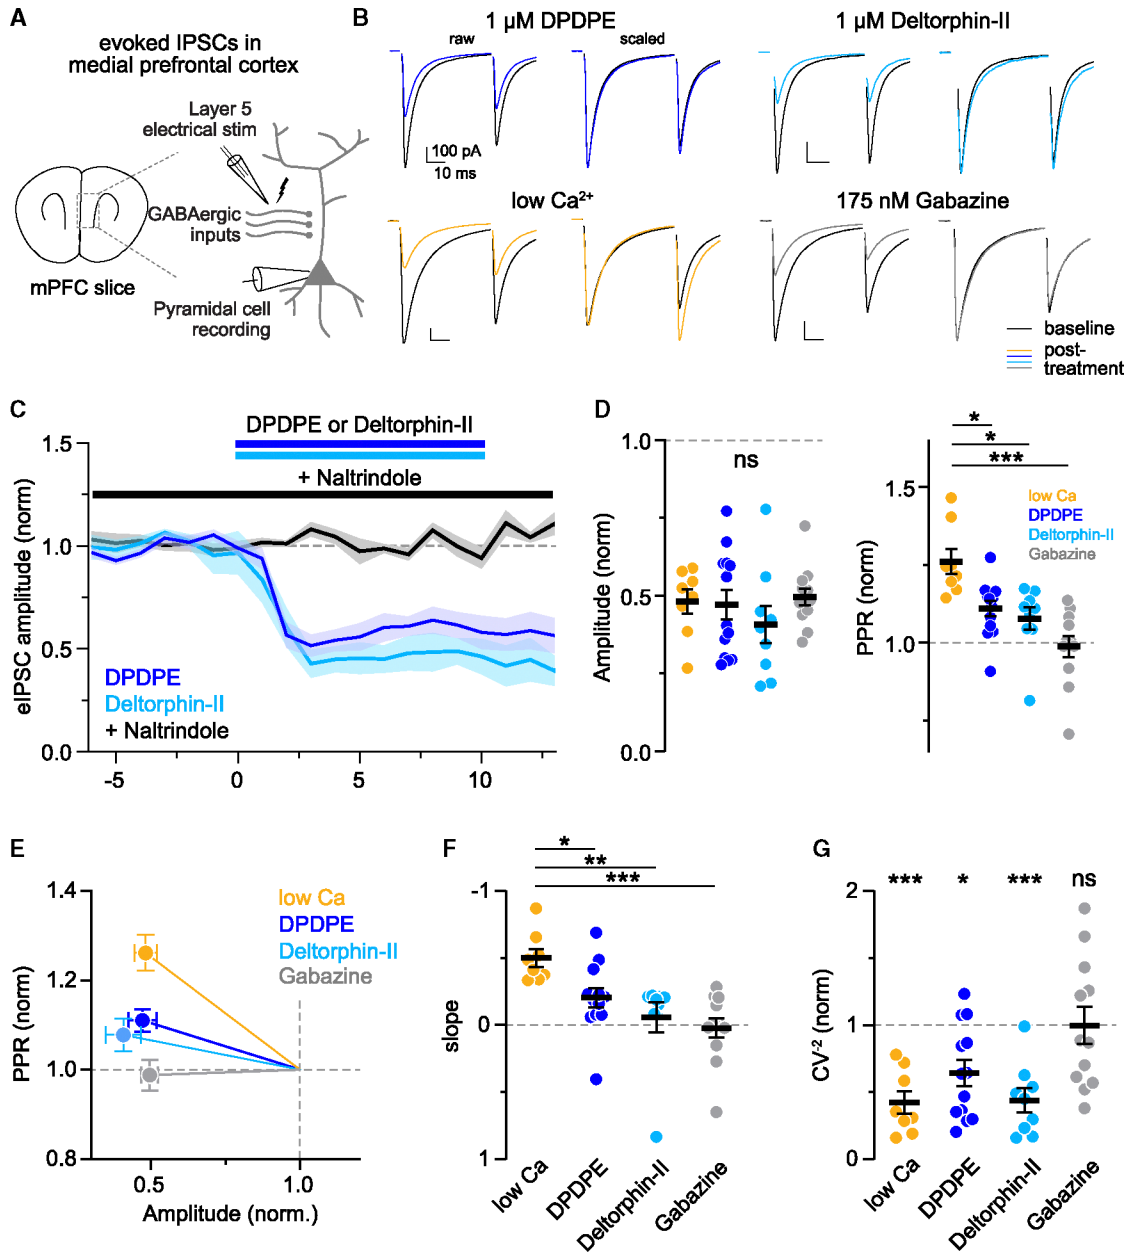 A
evoked IPSCs in
medial prefrontal cortex
Layer 5
electrical stim
GABAergic
inputs
mPFC slice
Pyramidal cell
recording
B
1 µM DPDPE
raw
scaled
100 pA
10 ms
1 µM Deltorphin-II
low Ca²⁺
175 nM Gabazine
baseline
post-
treatment
C
DPDPE or Deltorphin-II
+ Naltrindole
eIPSC amplitude (norm)
1.5
1.0
0.5
0.0
DPDPE
Deltorphin-II
+ Naltrindole
-5
0
5
10
D
Amplitude (norm)
1.0
0.5
0.0
ns
PPR (norm)
1.5
1.0
*
*
***
low Ca
DPDPE
Deltorphin-II
Gabazine
E
PPR (norm)
1.4
1.2
1.0
0.8
low Ca
DPDPE
Deltorphin-II
Gabazine
0.5
1.0
Amplitude (norm.)
F
slope
-1
0
1
*
**
***
low Ca
DPDPE
Deltorphin-II
Gabazine
G
CV⁻² (norm)
2
1
0
***
*
***
ns
low Ca
DPDPE
Deltorphin-II
Gabazine